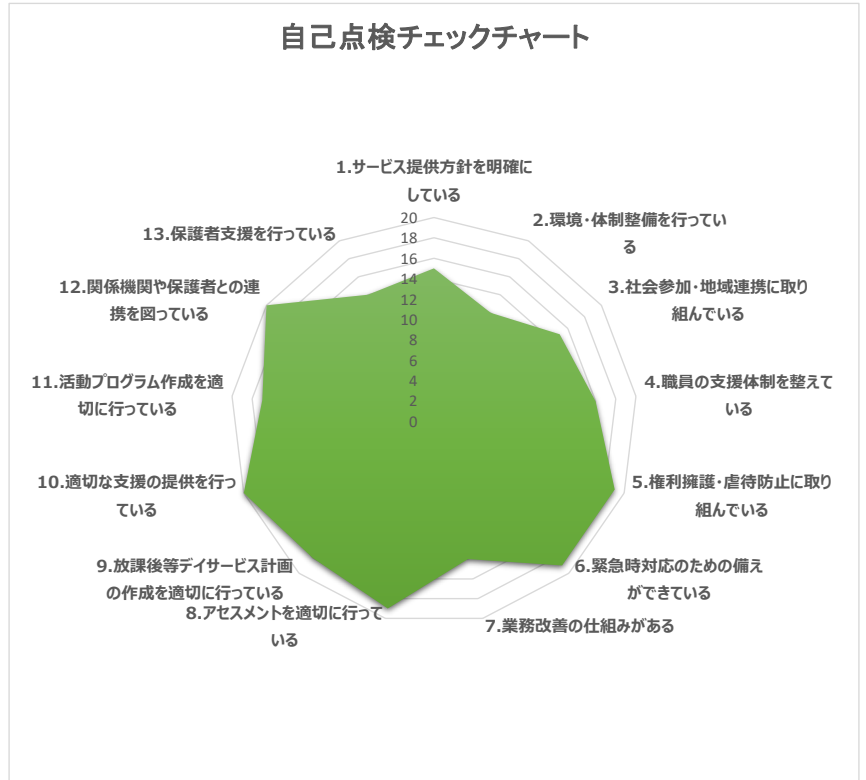 自己点検チェックチャート
1.サービス提供方針を明確に
している
2.環境・体制整備を行ってい
る
3.社会参加・地域連携に取り
組んでいる
4.職員の支援体制を整えて
いる
5.権利擁護・虐待防止に取り
組んでいる
6.緊急時対応のための備え
ができている
7.業務改善の仕組みがある
8.アセスメントを適切に行って
いる
9.放課後等デイサービス計画
の作成を適切に行っている
10.適切な支援の提供を行っ
ている
11.活動プログラム作成を適
切に行っている
12.関係機関や保護者との連
携を図っている
13.保護者支援を行っている
20
18
16
14
12
10
8
6
4
2
0